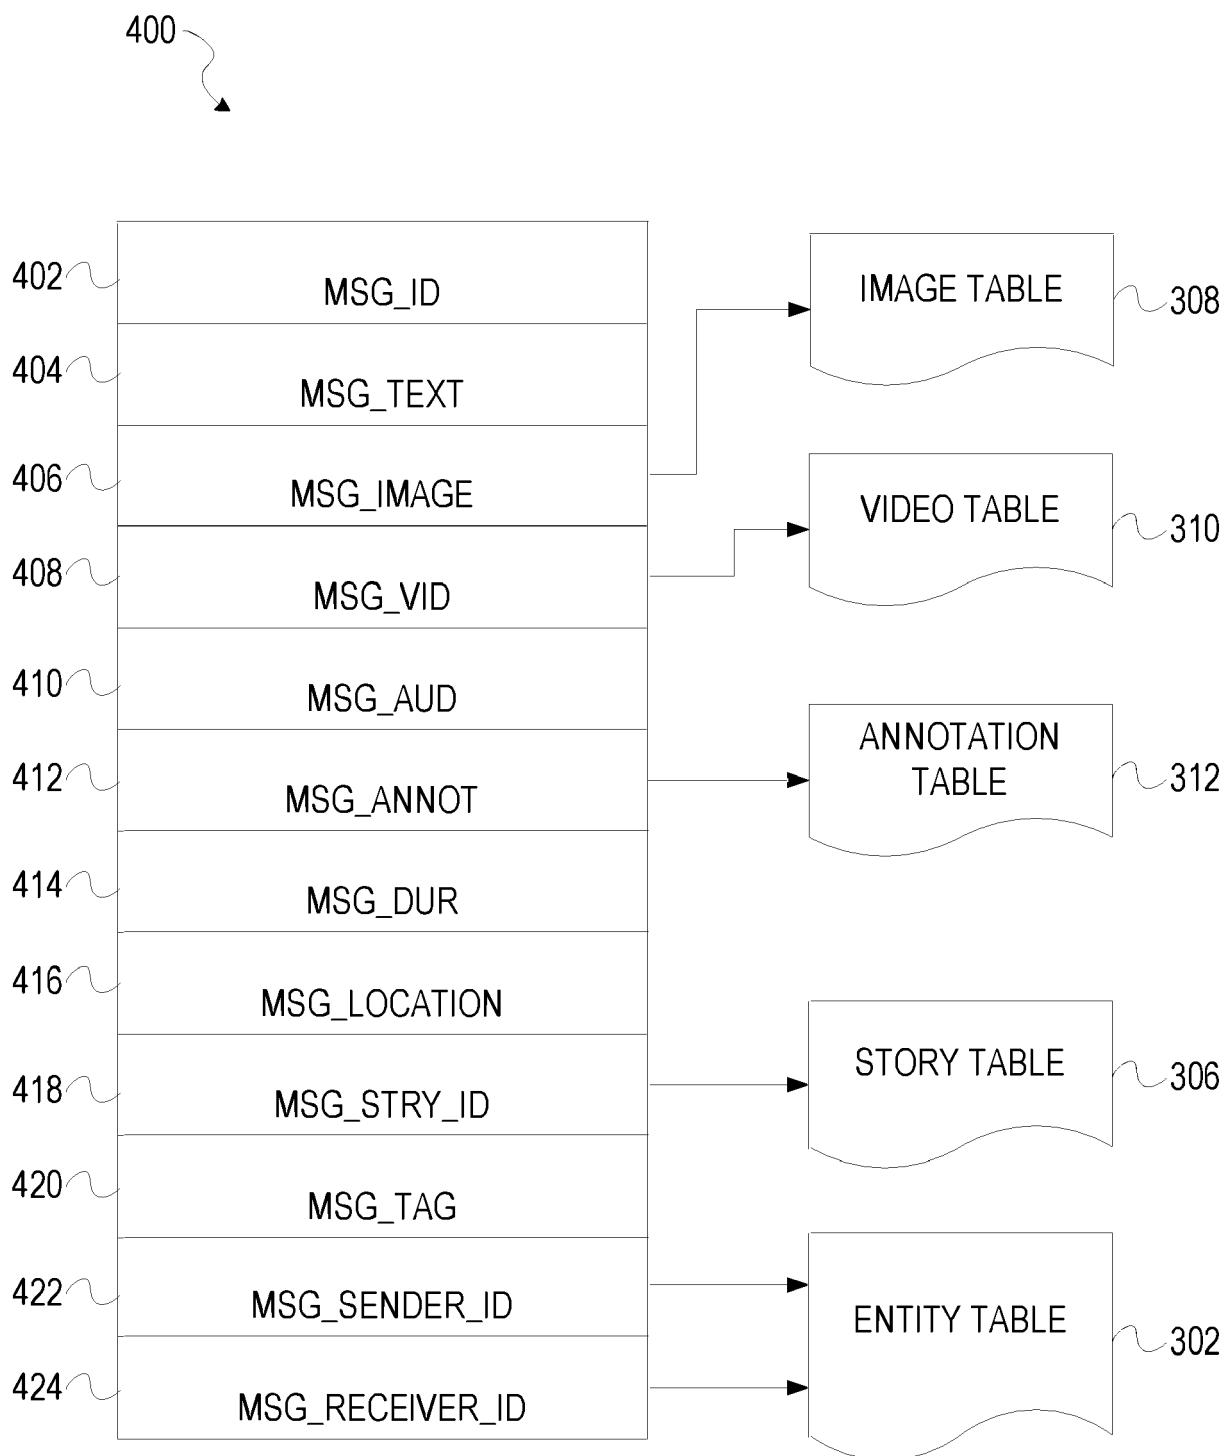 400
402
MSG_ID
404
MSG_TEXT
406
MSG_IMAGE
408
MSG_VID
410
MSG_AUD
412
MSG_ANNOT
414
MSG_DUR
416
MSG_LOCATION
418
MSG_STRY_ID
420
MSG_TAG
422
MSG_SENDER_ID
424
MSG_RECEIVER_ID
IMAGE TABLE
308
VIDEO TABLE
310
ANNOTATION
TABLE
312
STORY TABLE
306
ENTITY TABLE
302